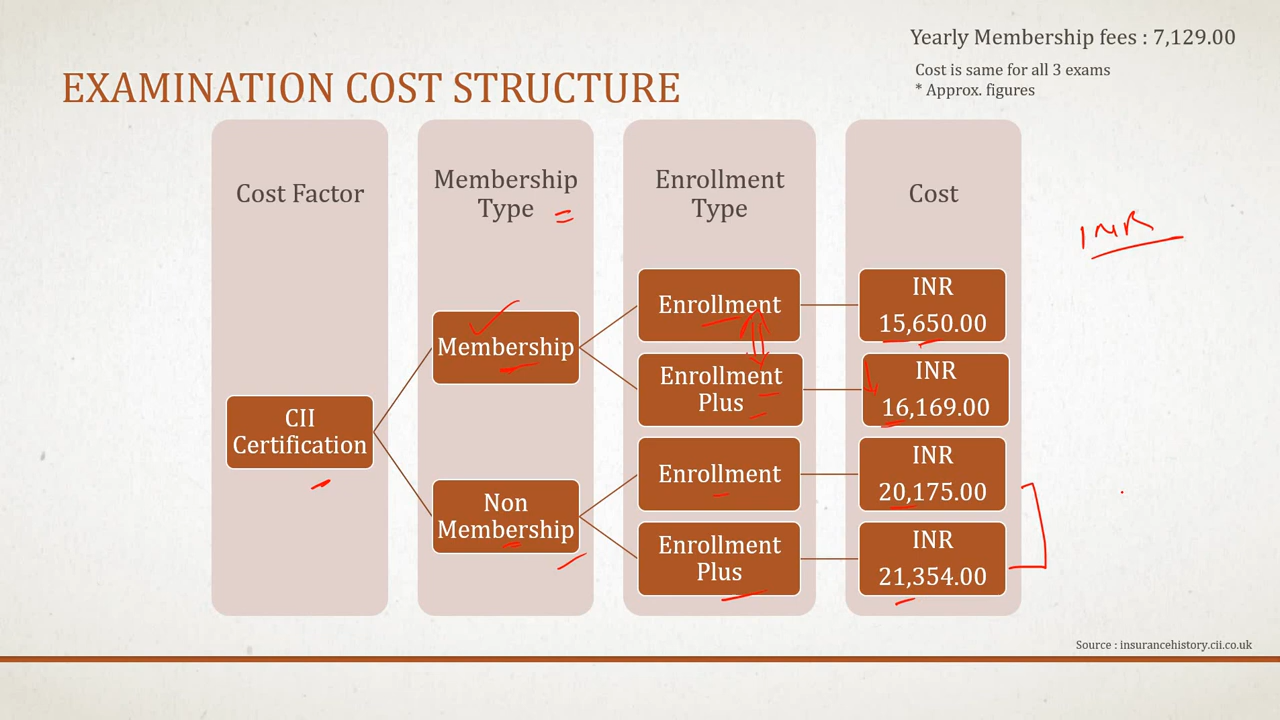 Yearly Membership fees : 7,129.00
Cost is same for all 3 exams
* Approx. figures
EXAMINATION COST STRUCTURE
Cost Factor
Membership
Type
Enrollment
Type
Cost
INR
CII
Certification
Membership
Non
Membership
Enrollment
Enrollment
Plus
Enrollment
Enrollment
Plus
INR
15,650.00
INR
16,169.00
INR
20,175.00
INR
21,354.00
Source : insurancehistory.cii.co.uk